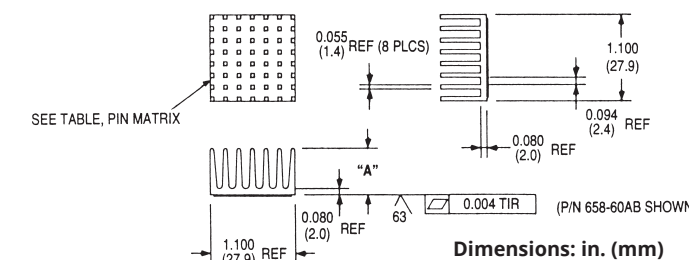 0.055
(1.4) REF (8 PLCS)
1.100
(27.9)
SEE TABLE, PIN MATRIX
0.094
(2.4) REF
0.080
(2.0) REF
"A"
0.080
(2.0) REF
63
0.004 TIR
(P/N 658-60AB SHOWN
1.100
(27.9) REF
Dimensions: in. (mm)